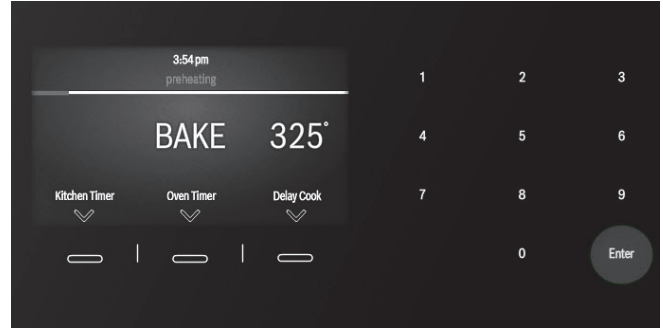 3:54 pm
preheating
BAKE 325°
Kitchen Timer Oven Timer Delay Cook
1 2 3
4 5 6
7 8 9
0 Enter